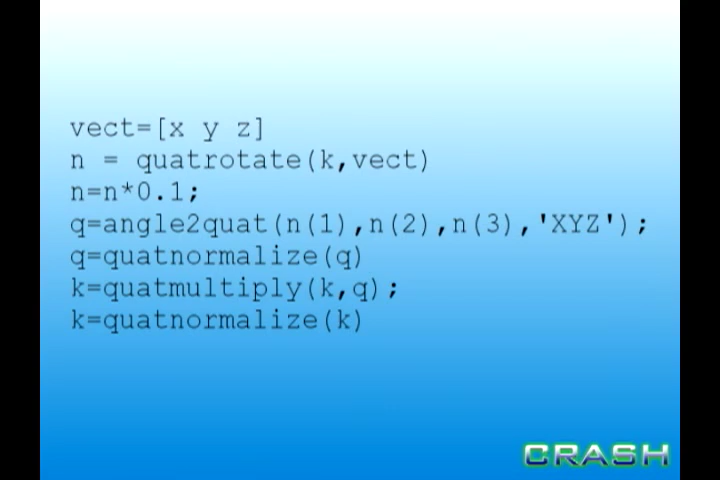 vect=[x y z]
n = quatrotate(k,vect)
n=n*0.1;
q=angle2quat(n(1),n(2),n(3),'XYZ');
q=quatnormalize(q)
k=quatmultiply(k,q);
k=quatnormalize(k)
CRASH